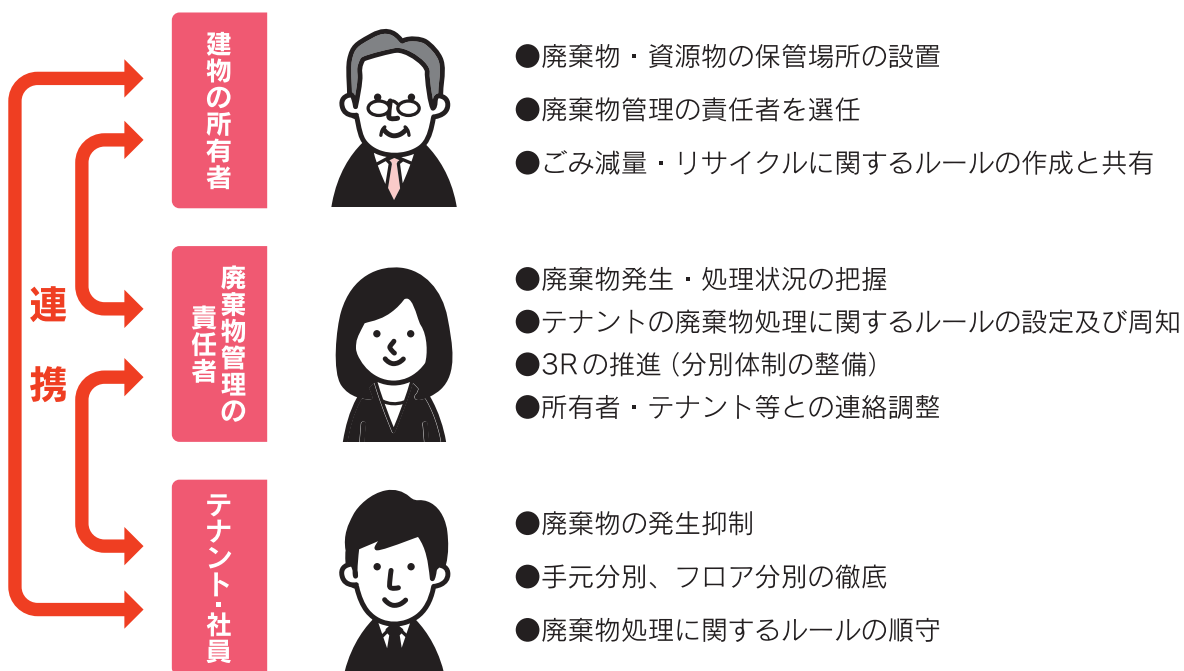 連携
建物の所有者
●廃棄物・資源物の保管場所の設置
●廃棄物管理の責任者を選任
●ごみ減量・リサイクルに関するルールの作成と共有
廃棄物管理の
責任者
●廃棄物発生・処理状況の把握
●テナントの廃棄物処理に関するルールの設定及び周知
●3Rの推進（分別体制の整備）
●所有者・テナント等との連絡調整
テナント・社員
●廃棄物の発生抑制
●手元分別、フロア分別の徹底
●廃棄物処理に関するルールの順守